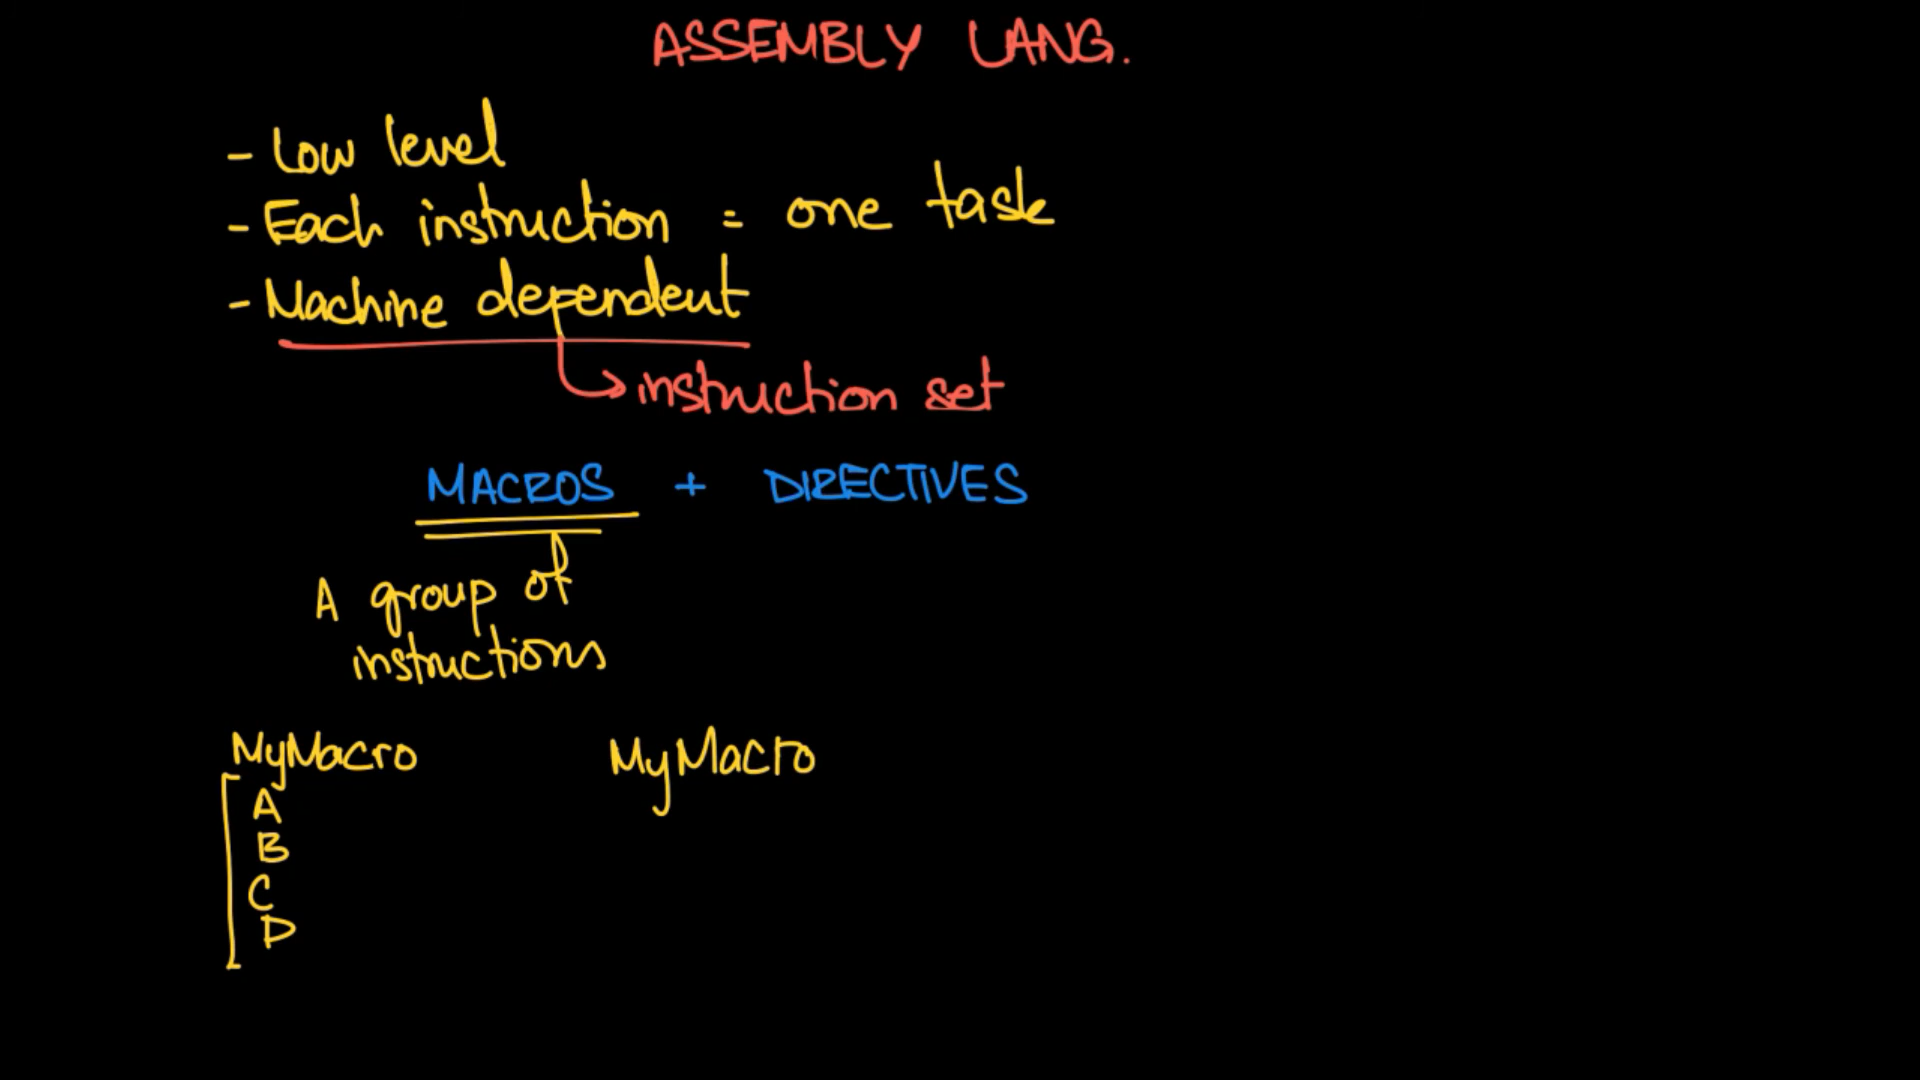 ASSEMBLY LANG.
- Low level
- Each instruction = one task
- Machine dependent
instruction set
MACROS + DIRECTIVES
A group of
instructions
MyMacro MyMacro
A
B
C
D